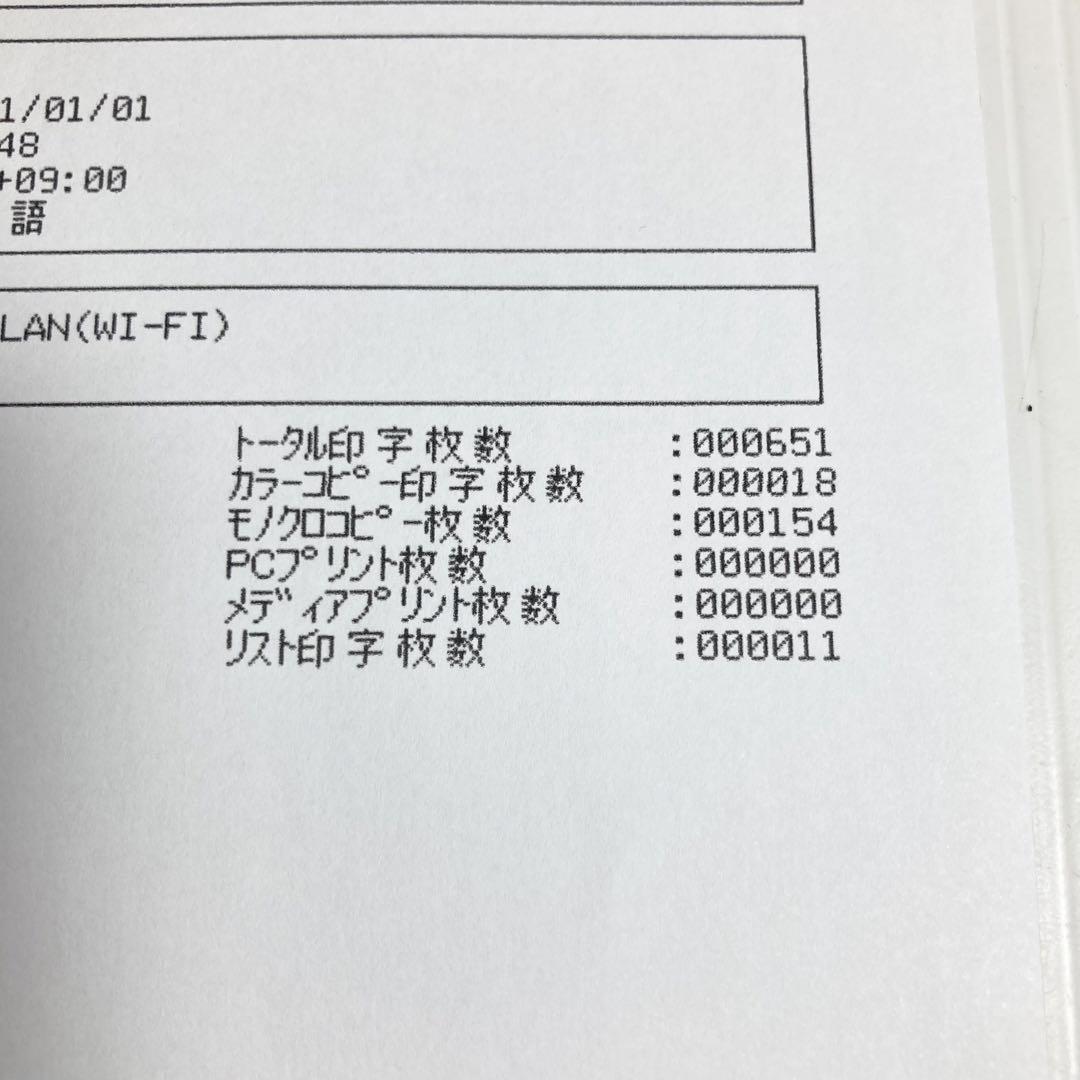 1/01/01
48
+09:00
語
LAN(WI-FI)
トータル印字枚数 :000651
カラーコピー印字枚数 :000018
モノクロコピー枚数 :000154
PCプリント枚数 :000000
メディアプリント枚数 :000000
リスト印字枚数 :000011